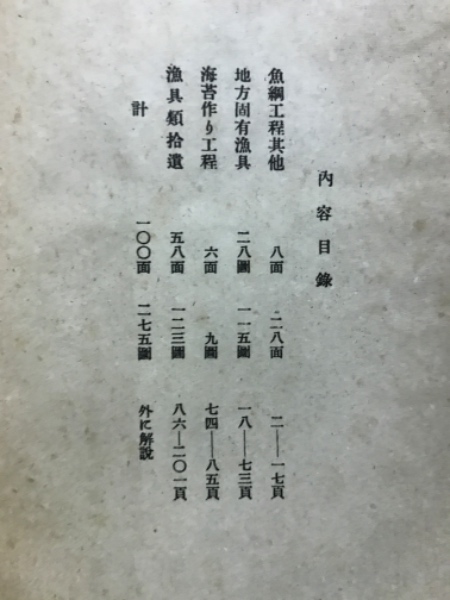 內容目錄
魚網工程其他 八面 二八面 二―一七頁
地方固有漁具 二八圖 一一五圖 一八―七三頁
海苔作り工程 六面 九圖 七四―八五頁
漁具類拾遺 五八面 一二三圖 八六―二〇一頁
計 一〇〇面 二七五圖 外に解說